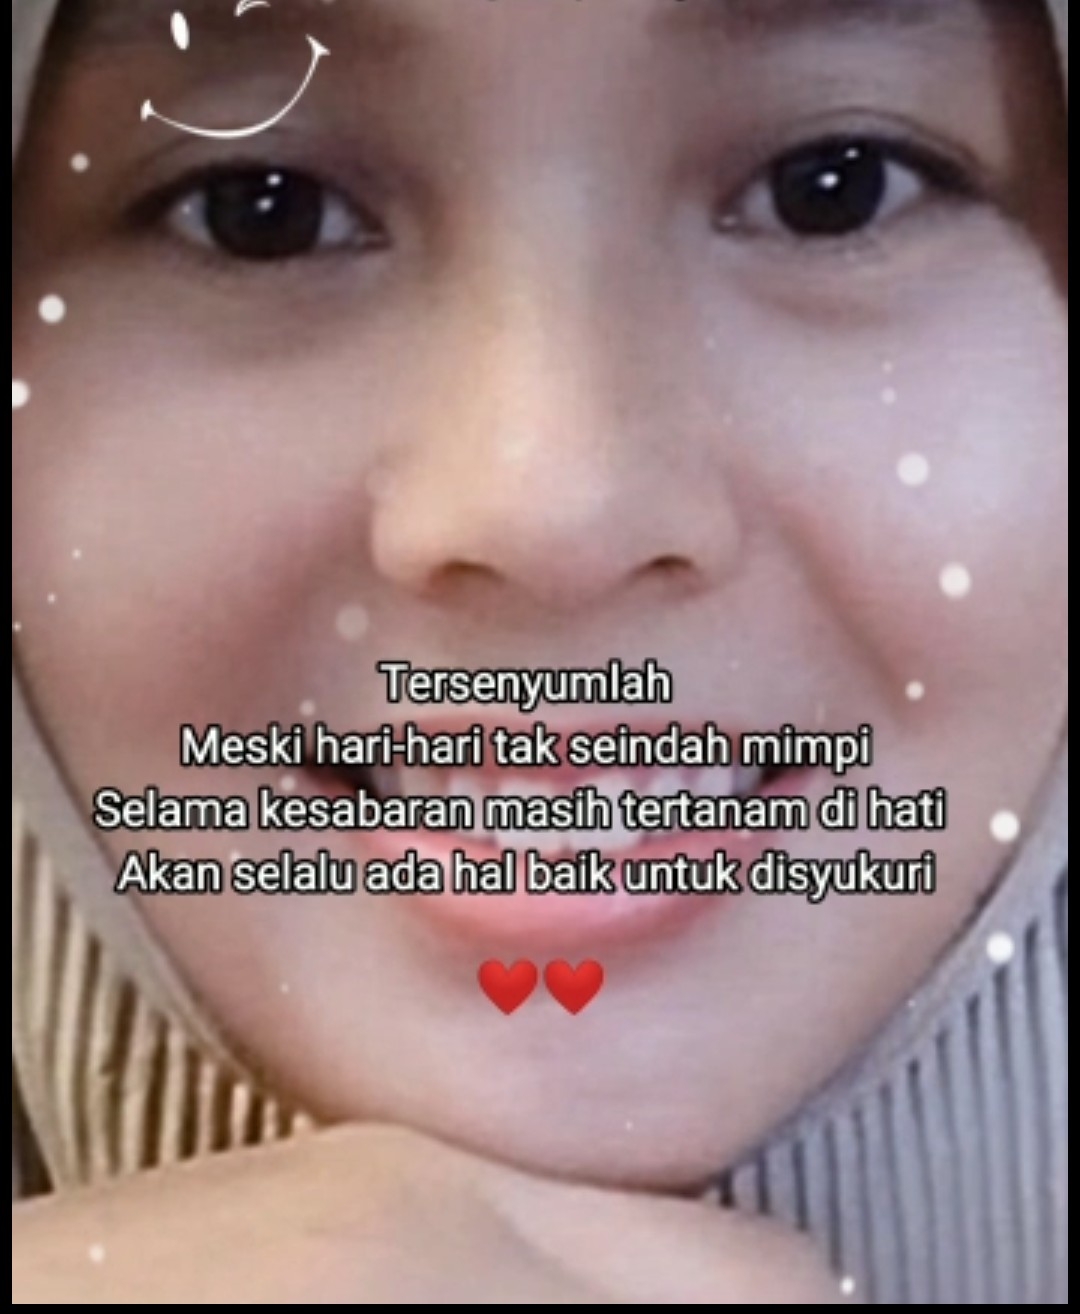 Tersenyumlah
Meski hari-hari tak seindah mimpi
Selama kesabaran masih tertanam di hati
Akan selalu ada hal baik untuk disyukuri
❤️❤️